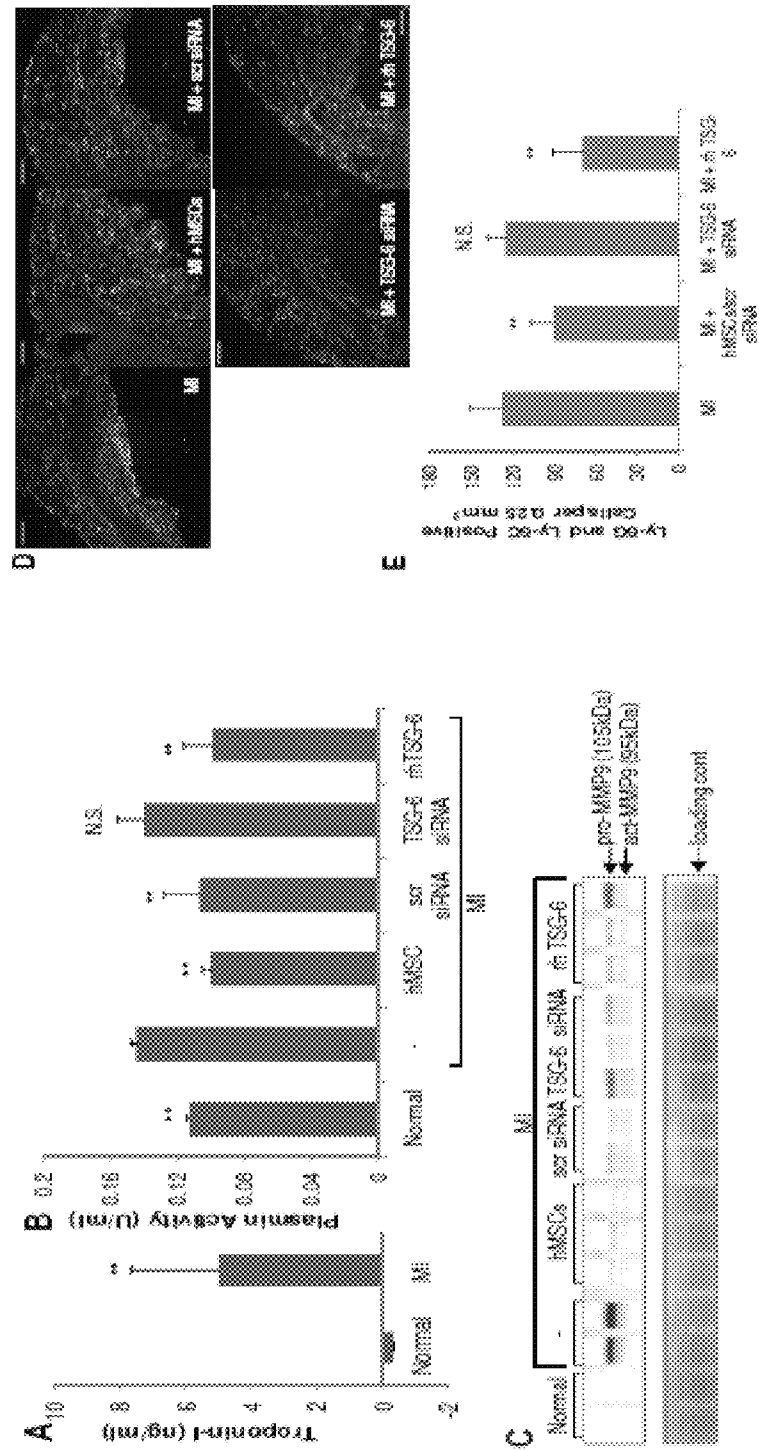 A
Troponin-I (ng/ml)
10
8
6
4
2
0
-2
**
Normal
MI
B
Plasmin Activity (U/ml)
0.2
0.16
0.12
0.08
0.04
0
**
**
**
N.S.
**
Normal
-
hMSC
scr siRNA
TSG-6 siRNA
rh TSG-6
MI
C
MI
Normal
-
hMSCs
scr siRNA
TSG-6 siRNA
rh TSG-6
pro-MMP9 (105kDa)
act-MMP9 (95kDa)
loading cont
D
MI
MI + hMSCs
MI + scr siRNA
MI + TSG-6 siRNA
MI + rh TSG-6
E
Ly-6G and Ly-6C Positive
Cells per 0.25 mm²
180
150
120
90
60
30
0
**
N.S.
**
MI
MI +
hMSCs/scr
siRNA
MI + TSG-6
siRNA
MI + rh TSG-
6